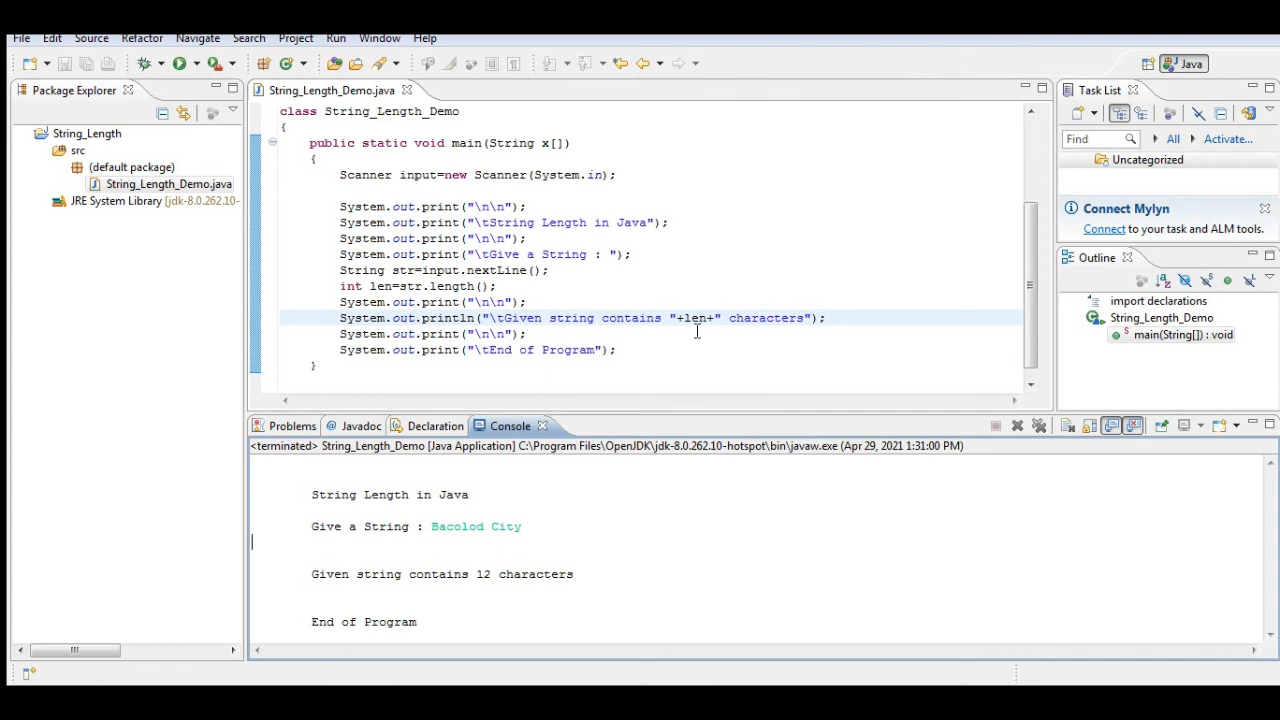 File Edit Source Refactor Navigate Search Project Run Window Help
Java
Package Explorer
String_Length_Demo.java
Task List
String_Length
src
(default package)
String_Length_Demo.java
JRE System Library [jdk-8.0.262.10-
class String_Length_Demo
{
public static void main(String x[])
{
Scanner input=new Scanner(System.in);
System.out.print("\n\n");
System.out.print("\tString Length in Java");
System.out.print("\n\n");
System.out.print("\tGive a String : ");
String str=input.nextLine();
int len=str.length();
System.out.print("\n\n");
System.out.println("\tGiven string contains "+len+" characters");
System.out.print("\n\n");
System.out.print("\tEnd of Program");
}
Find
All
Activate...
Uncategorized
Connect Mylyn
Connect to your task and ALM tools.
Outline
import declarations
String_Length_Demo
main(String[]) : void
Problems @ Javadoc Declaration Console
<terminated> String_Length_Demo [Java Application] C:\Program Files\OpenJDK\jdk-8.0.262.10-hotspot\bin\javaw.exe (Apr 29, 2021 1:31:00 PM)
String Length in Java
Give a String : Bacolod City
Given string contains 12 characters
End of Program